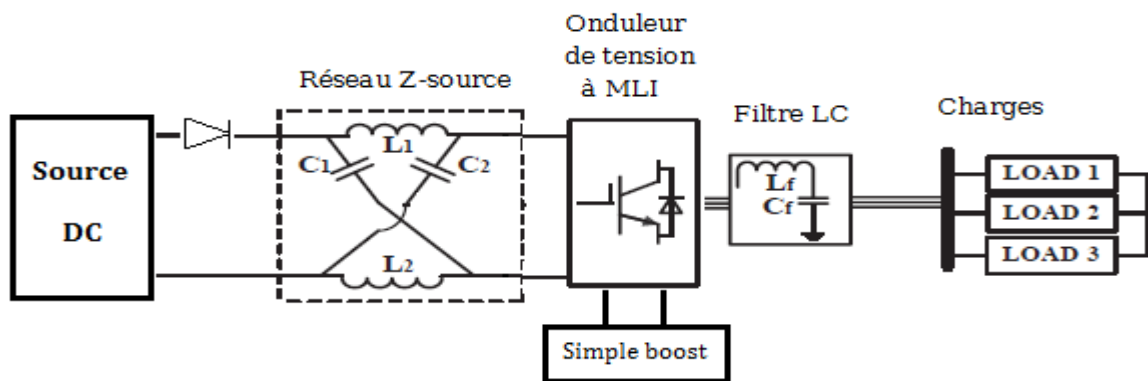 Source
DC
Réseau Z-source
L1
C1
C2
L2
Onduleur
de tension
à MLI
Simple boost
Filtre LC
Lf
Cf
Charges
LOAD 1
LOAD 2
LOAD 3